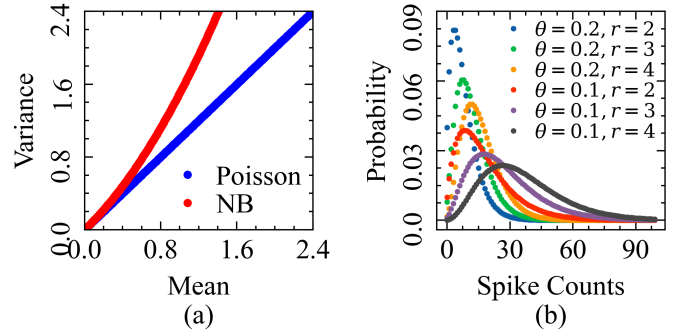 Variance
0.0 0.8 1.6 2.4
Poisson
NB
0.0 0.8 1.6 2.4
Mean
(a)
Probability
0.00 0.03 0.06 0.09
θ = 0.2, r = 2
θ = 0.2, r = 3
θ = 0.2, r = 4
θ = 0.1, r = 2
θ = 0.1, r = 3
θ = 0.1, r = 4
0 30 60 90
Spike Counts
(b)